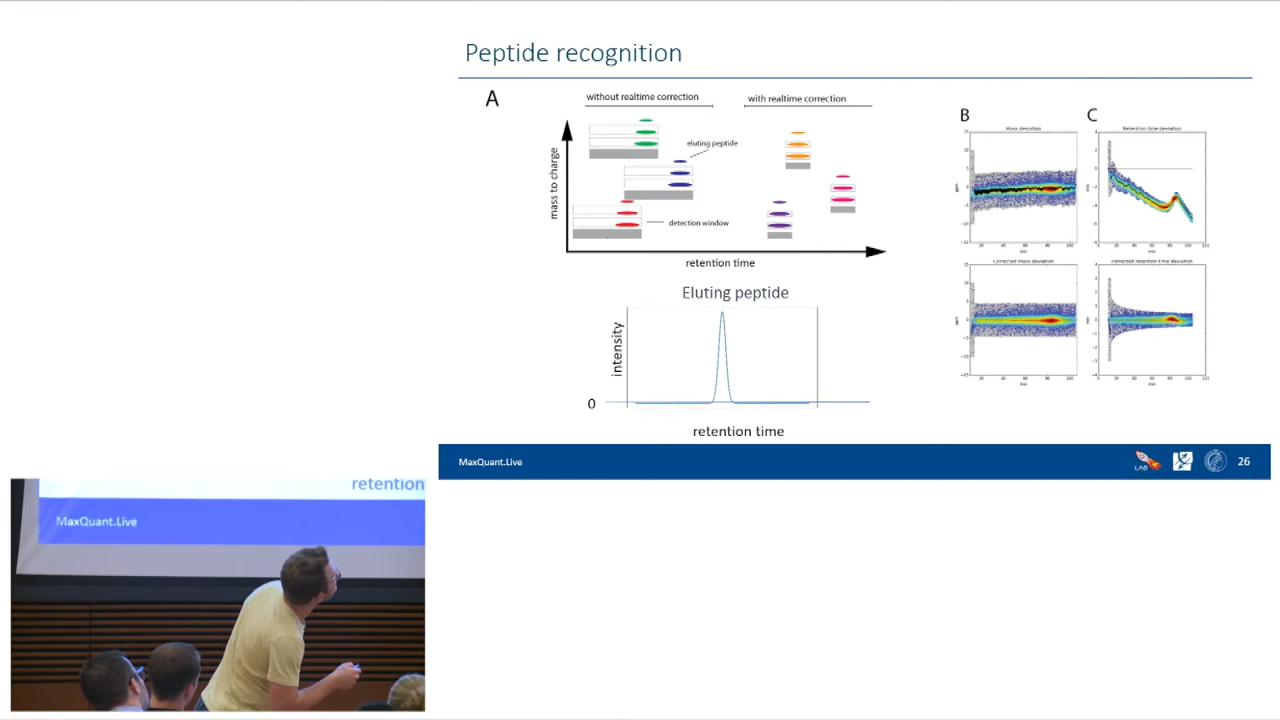 Peptide recognition
A
without realtime correction
with realtime correction
mass to charge
eluting peptide
detection window
retention time
Eluting peptide
intensity
0
retention time
B
C
Mass deviation
Retention time deviation
Corrected mass deviation
corrected retention time deviation
MaxQuant.Live
LAB
26
retention
MaxQuant.Live